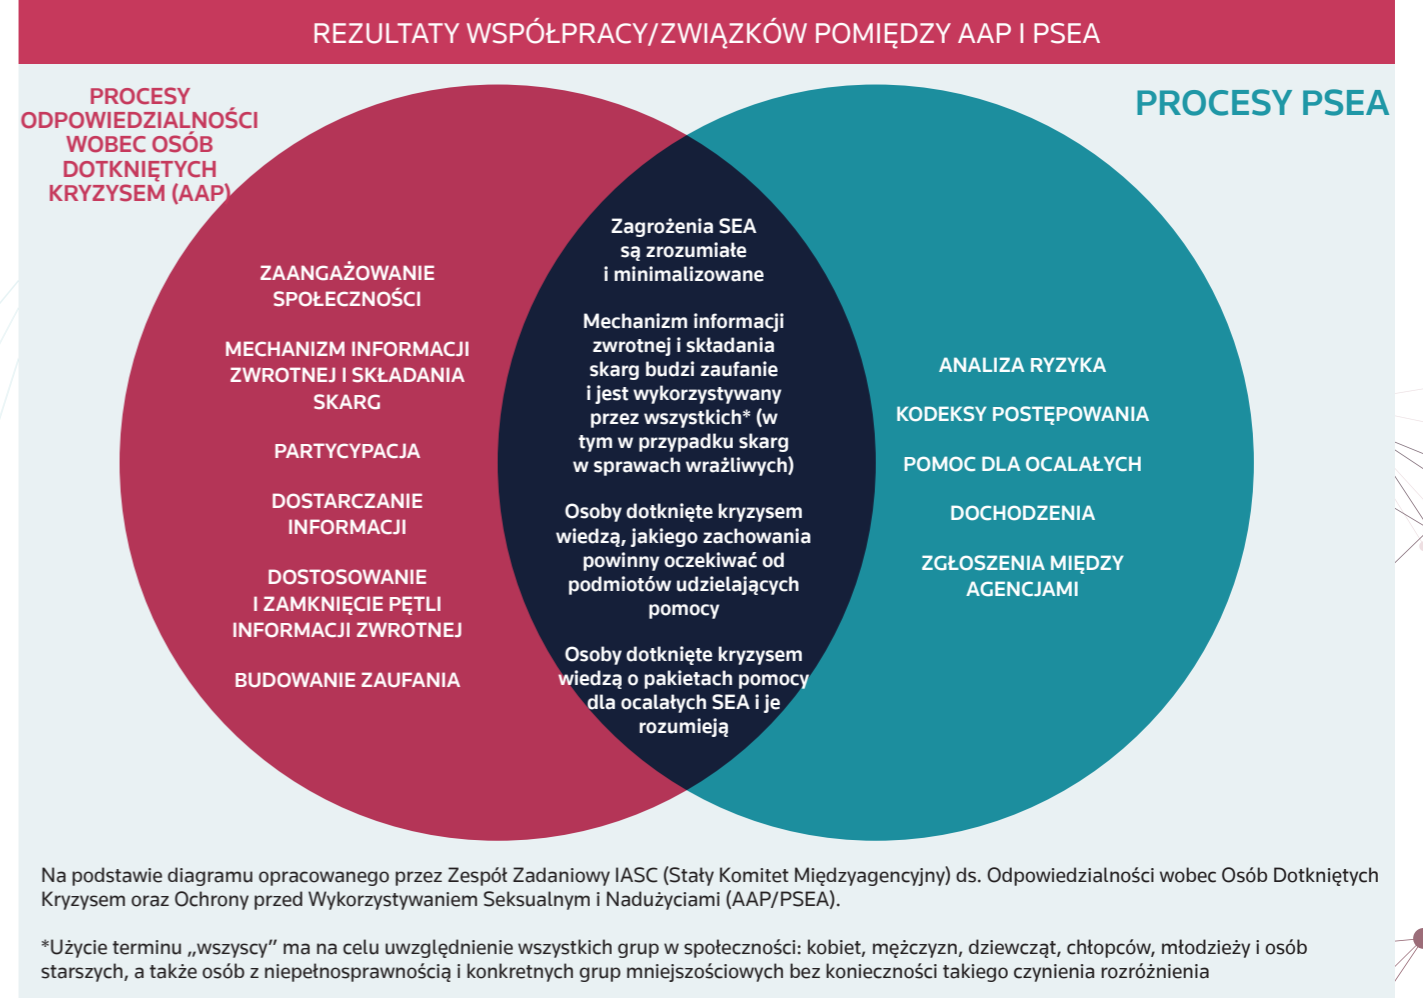 REZULTATY WSPÓŁPRACY/ZWIĄZKÓW POMIĘDZY AAP I PSEA
PROCESY
ODPOWIEDZIALNOŚCI
WOBEC OSÓB
DOTKNIĘTYCH
KRYZYSEM (AAP)
PROCESY PSEA
ZAANGAŻOWANIE
SPOŁECZNOŚCI
MECHANIZM INFORMACJI
ZWROTNEJ I SKŁADANIA
SKARG
PARTYCYPACJA
DOSTARCZANIE
INFORMACJI
DOSTOSOWANIE
I ZAMKNIĘCIE PĘTLI
INFORMACJI ZWROTNEJ
BUDOWANIE ZAUFANIA
Zagrożenia SEA
są zrozumiałe
i minimalizowane
Mechanizm informacji
zwrotnej i składania
skarg budzi zaufanie
i jest wykorzystywany
przez wszystkich* (w
tym w przypadku skarg
w sprawach wrażliwych)
Osoby dotknięte kryzysem
wiedzą, jakiego zachowania
powinny oczekiwać od
podmiotów udzielających
pomocy
Osoby dotknięte kryzysem
wiedzą o pakietach pomocy
dla ocalałych SEA i je
rozumieją
ANALIZA RYZYKA
KODEKSY POSTĘPOWANIA
POMOC DLA OCALAŁYCH
DOCHODZENIA
ZGŁOSZENIA MIĘDZY
AGENCJAMI
Na podstawie diagramu opracowanego przez Zespół Zadaniowy IASC (Stały Komitet Międzyagencyjny) ds. Odpowiedzialności wobec Osób Dotkniętych
Kryzysem oraz Ochrony przed Wykorzystywaniem Seksualnym i Nadużyciami (AAP/PSEA).
*Użycie terminu „wszyscy” ma na celu uwzględnienie wszystkich grup w społeczności: kobiet, mężczyzn, dziewcząt, chłopców, młodzieży i osób
starszych, a także osób z niepełnosprawnością i konkretnych grup mniejszościowych bez konieczności takiego czynienia rozróżnienia